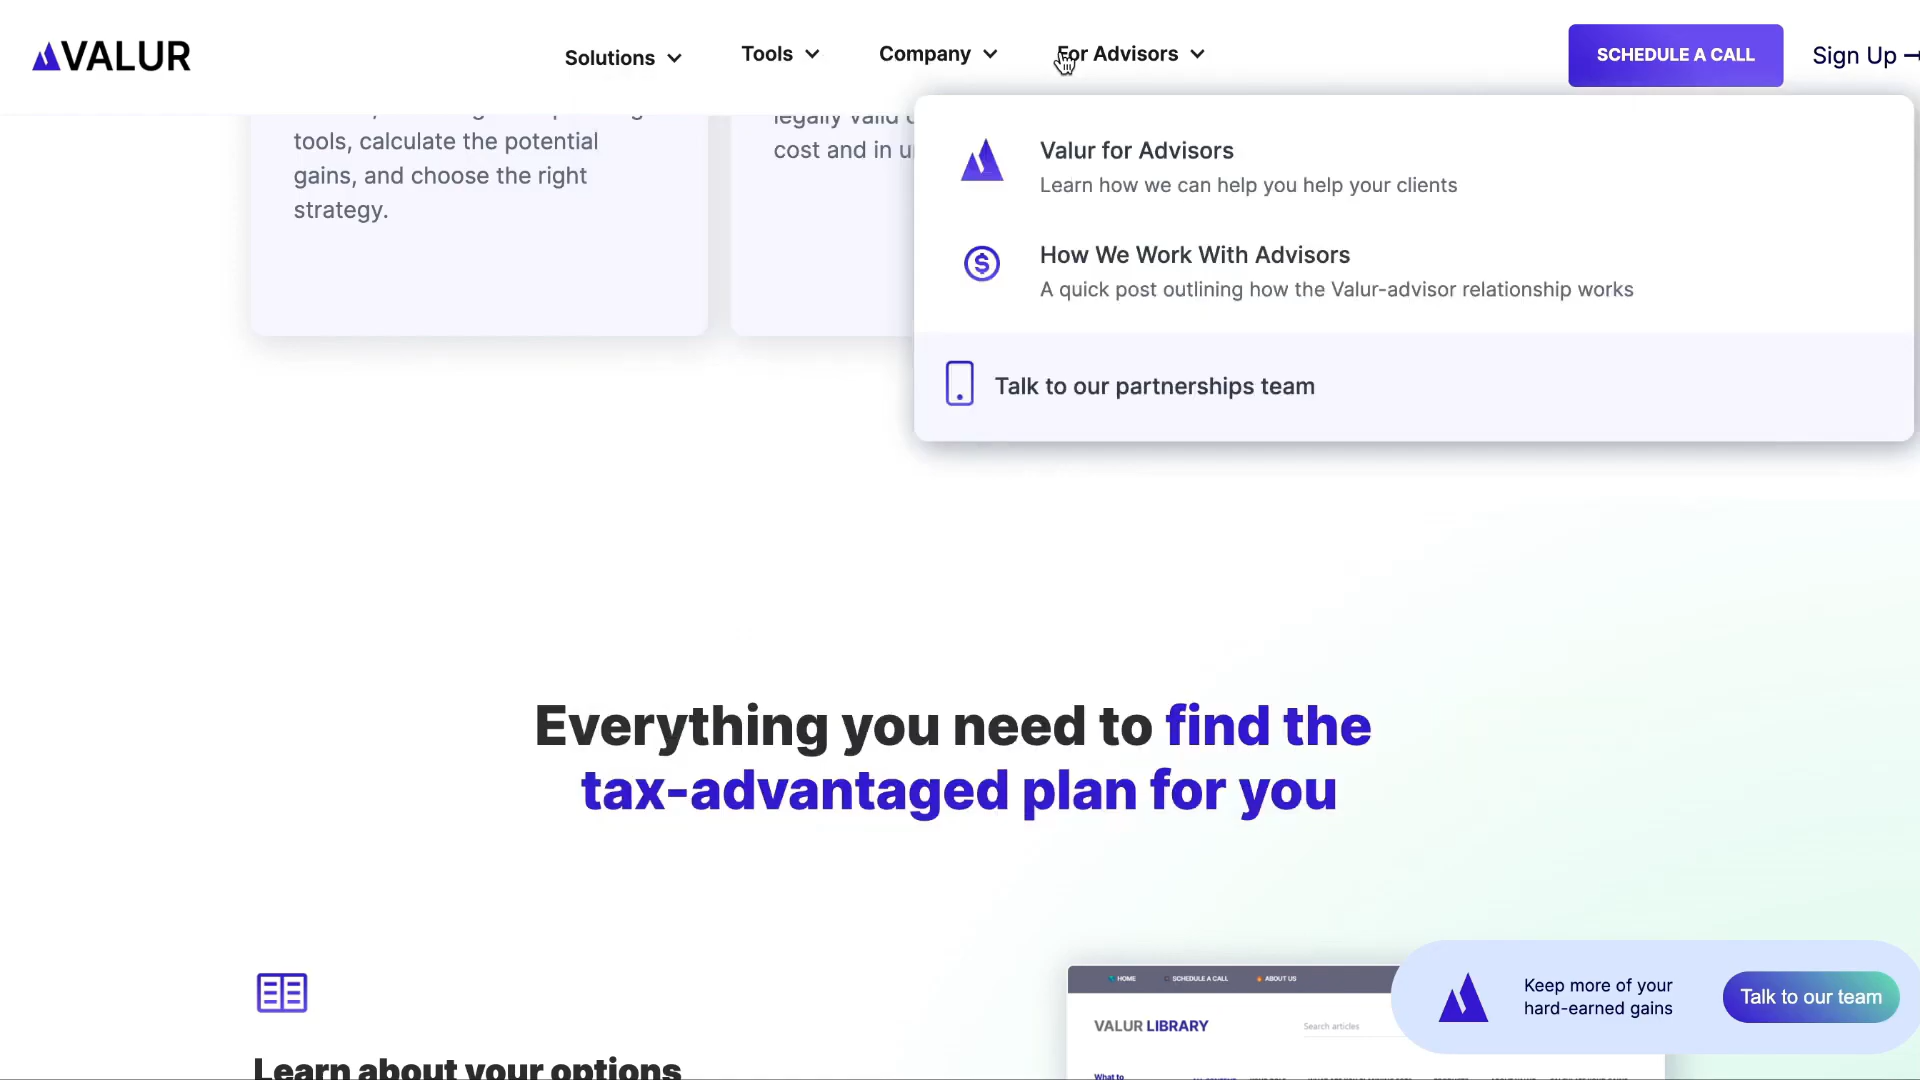 VALUR
Solutions
Tools
Company
For Advisors
SCHEDULE A CALL
Sign Up
tools, calculate the potential
gains, and choose the right
strategy.
legally valid
cost and in
Valur for Advisors
Learn how we can help you help your clients
How We Work With Advisors
A quick post outlining how the Valur-advisor relationship works
Talk to our partnerships team
Everything you need to find the
tax-advantaged plan for you
Learn about your options
HOME
SCHEDULE A CALL
ABOUT US
VALUR LIBRARY
Search articles
What to
Keep more of your
hard-earned gains
Talk to our team